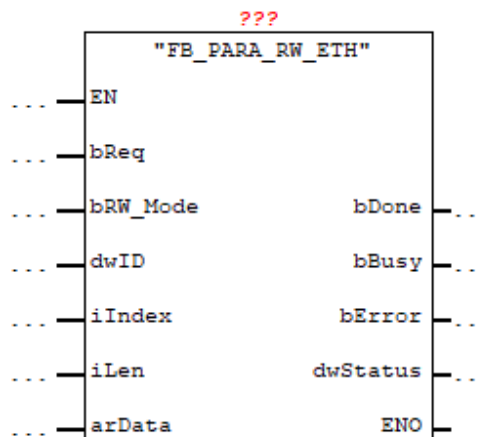 ???
"FB_PARA_RW_ETH"
... EN
... bReq
... bRW_Mode bDone ..
... dwID bBusy ..
... iIndex bError ..
... iLen dwStatus ..
... arData ENO